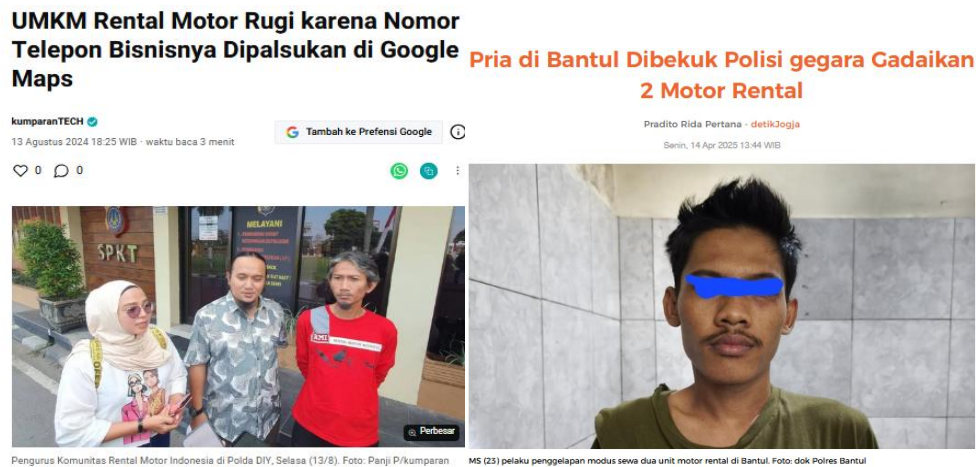 UMKM Rental Motor Rugi karena Nomor
Telepon Bisnisnya Dipalsukan di Google
Maps
kumparanTECH
13 Agustus 2024 18:25 WIB · waktu baca 3 menit
Tambah ke Prefensi Google
0 0
SPKT
MELAYANI
Perbesar
Pengurus Komunitas Rental Motor Indonesia di Polda DIY, Selasa (13/8). Foto: Panji P/kumparan
Pria di Bantul Dibekuk Polisi gegara Gadaikan
2 Motor Rental
Pradito Rida Pertana - detikJogja
Senin, 14 Apr 2025 13:44 WIB
MS (23) pelaku penggelapan modus sewa dua unit motor rental di Bantul. Foto: dok Polres Bantul